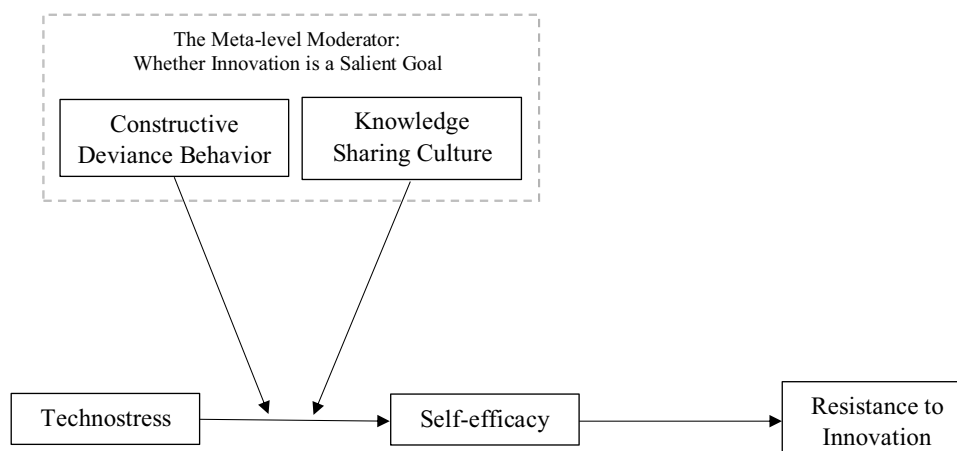 The Meta-level Moderator:
Whether Innovation is a Salient Goal
Constructive
Deviance Behavior
Knowledge
Sharing Culture
Technostress
Self-efficacy
Resistance to
Innovation